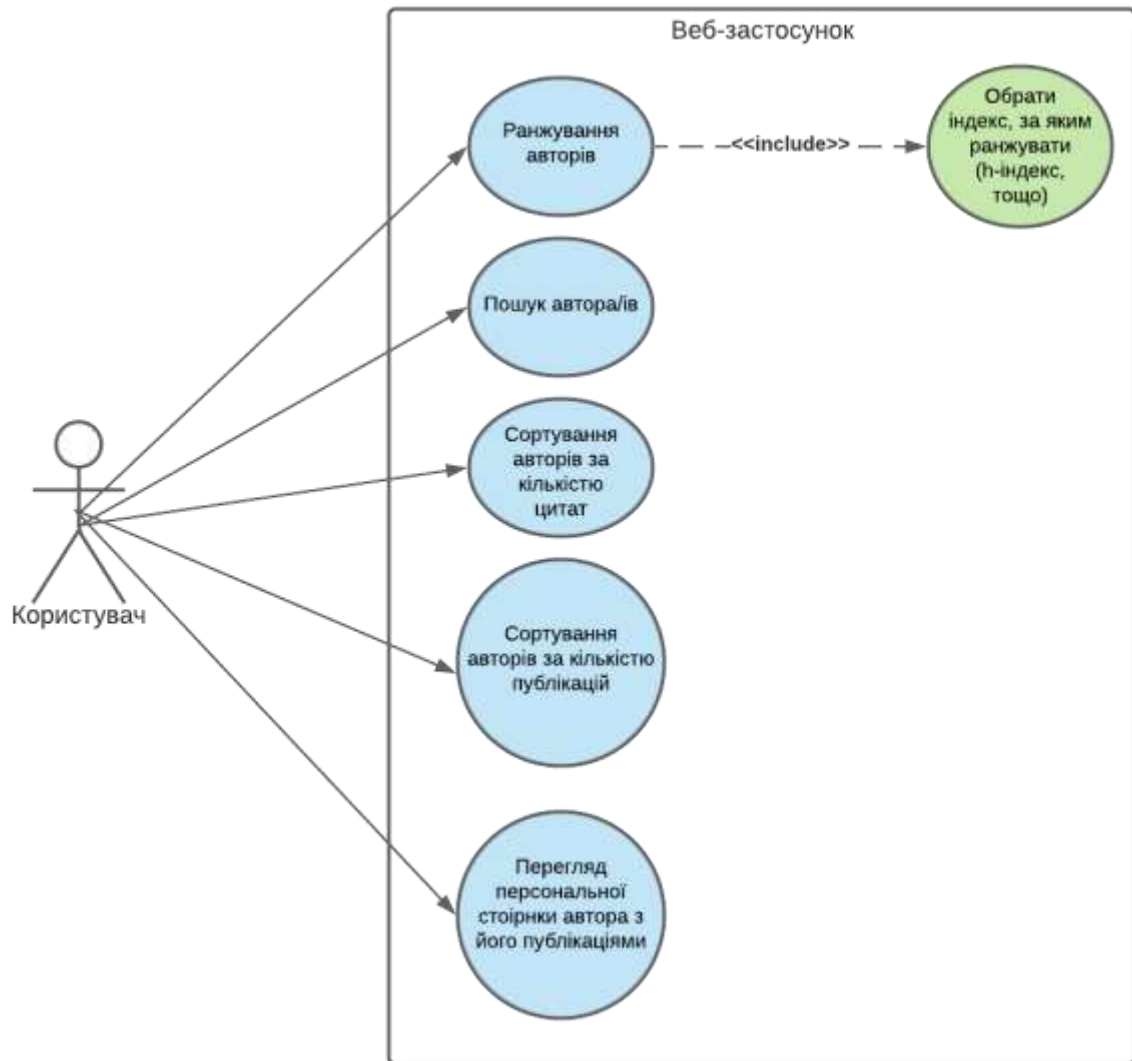 Веб-застосунок
Ранжування
авторів
<<include>>
Обрати
індекс, за яким
ранжувати
(h-індекс,
тощо)
Пошук автора/ів
Сортування
авторів за
кількістю
цитат
Користувач
Сортування
авторів за кількістю
публікацій
Перегляд
персональної
стоірнки автора з
його публікаціями